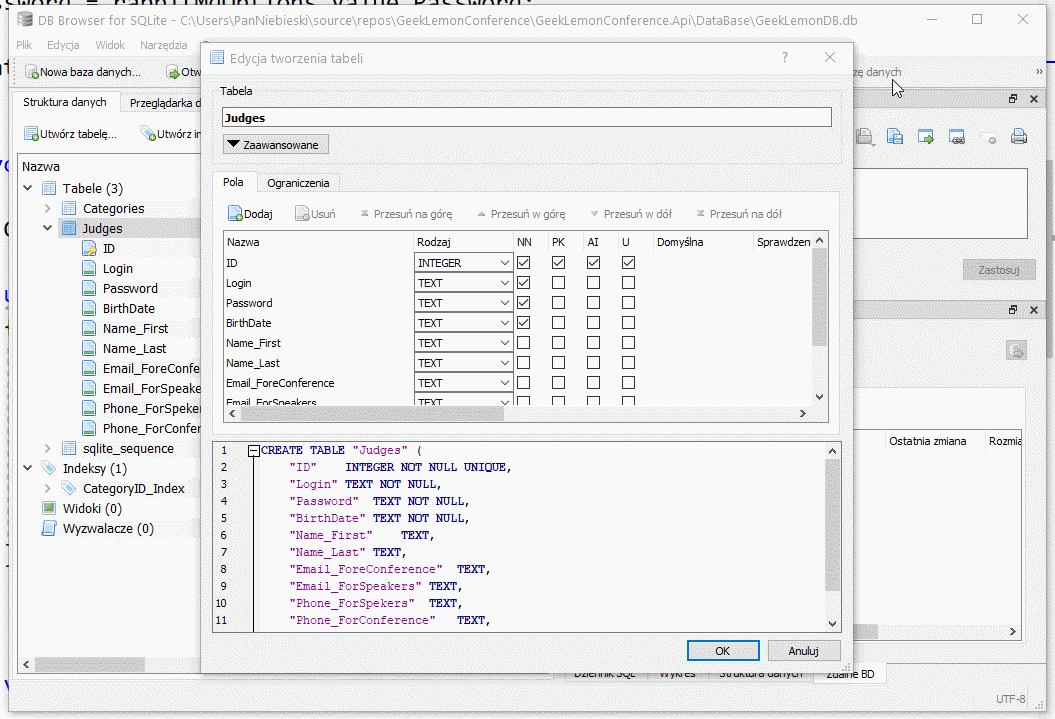 DB Browser for SQLite - C:\Users\PanNiebieski\source\repos\GeekLemonConference\GeekLemonConference.Api\DataBase\GeekLemonDB.db
Plik Edycja Widok Narzędzia
Nowa baza danych...
danych
»
Struktura danych
Utwórz tabelę...
Nazwa
Tabele (3)
Categories
Judges
ID
Login
Password
BirthDate
Name_First
Name_Last
Email_ForeConfe
Email_ForSpeake
Phone_ForSpeker
Phone_ForConfer
sqlite_sequence
Indeksy (1)
CategoryID_Index
Widoki (0)
Wyzwalacze (0)
Edycja tworzenia tabeli
?
Tabela
Judges
Zaawansowane
Pola Ograniczenia
Dodaj Usuń Przesuń na górę Przesuń w górę Przesuń w dół Przesuń na dół
Nazwa Rodzaj NN PK AI U Domyślna Sprawdzen
ID INTEGER
Login TEXT
Password TEXT
BirthDate TEXT
Name_First TEXT
Name_Last TEXT
Email_ForeConference TEXT
Email_ForSpeakers TEXT
1 CREATE TABLE "Judges" (
2 "ID" INTEGER NOT NULL UNIQUE,
3 "Login" TEXT NOT NULL,
4 "Password" TEXT NOT NULL,
5 "BirthDate" TEXT NOT NULL,
6 "Name_First" TEXT,
7 "Name_Last" TEXT,
8 "Email_ForeConference" TEXT,
9 "Email_ForSpeakers" TEXT,
10 "Phone_ForSpekers" TEXT,
11 "Phone_ForConference" TEXT,
OK Anuluj
Zastosuj
Ostatnia zmiana Rozmia
Dziennik SQL Wykres Struktura danych Zdalne BD
UTF-8